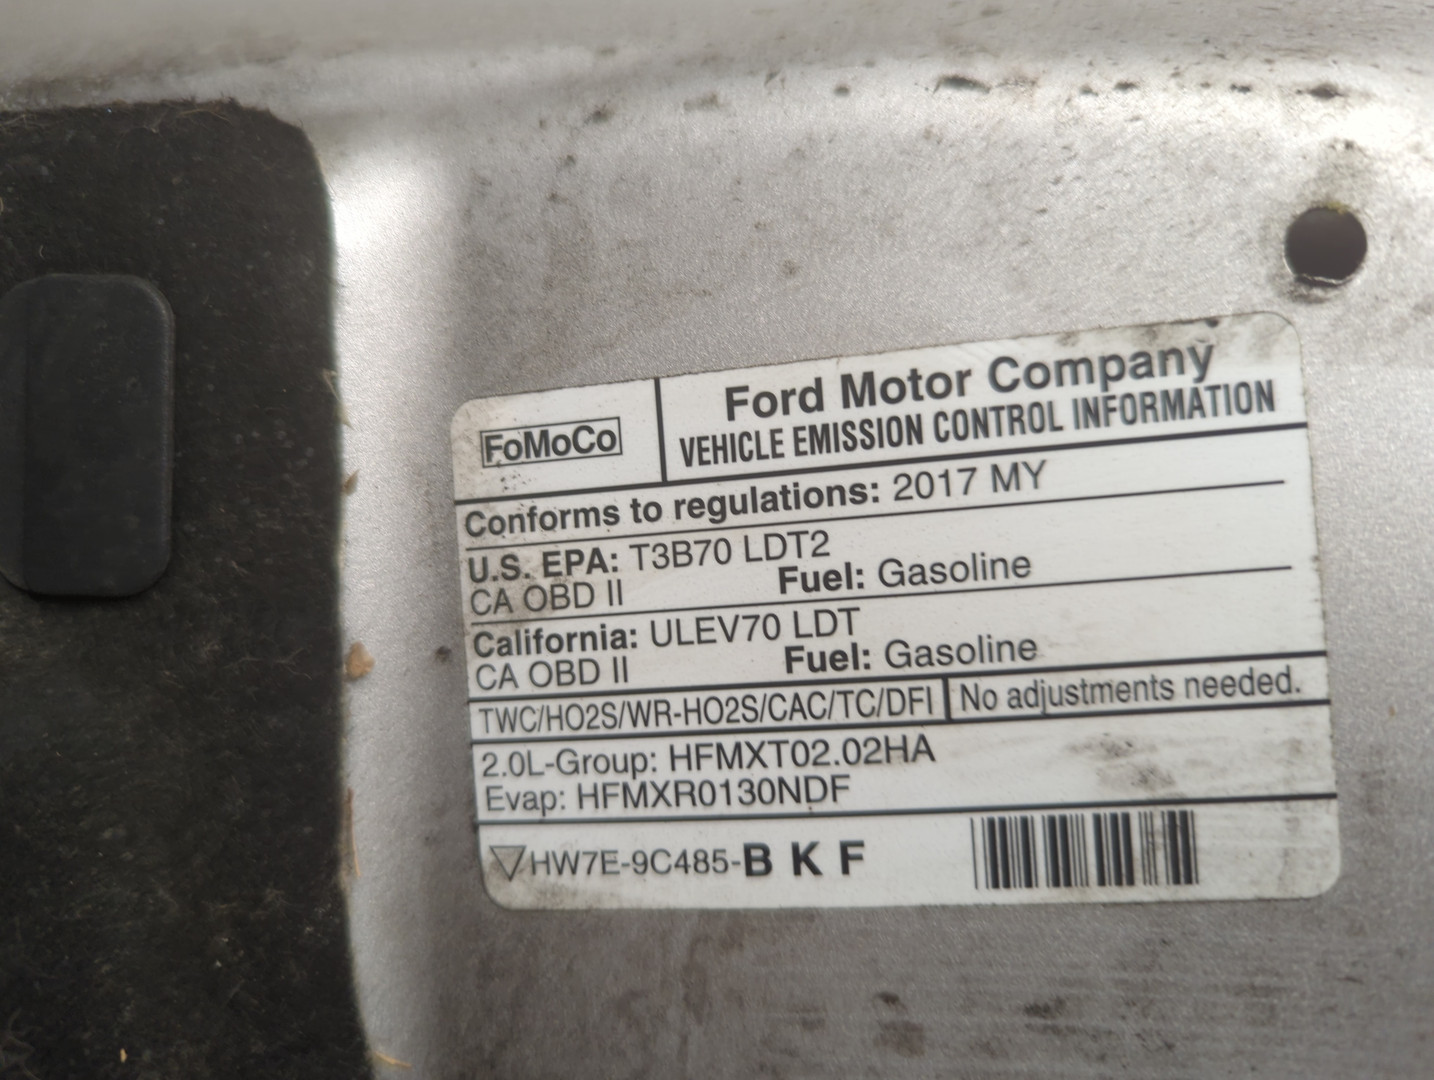 FoMoCo
Ford Motor Company
VEHICLE EMISSION CONTROL INFORMATION
Conforms to regulations: 2017 MY
U.S. EPA: T3B70 LDT2
CA OBD II Fuel: Gasoline
California: ULEV70 LDT
CA OBD II Fuel: Gasoline
TWC/HO2S/WR-HO2S/CAC/TC/DFI No adjustments needed.
2.0L-Group: HFMXT02.02HA
Evap: HFMXR0130NDF
HW7E-9C485-B K F